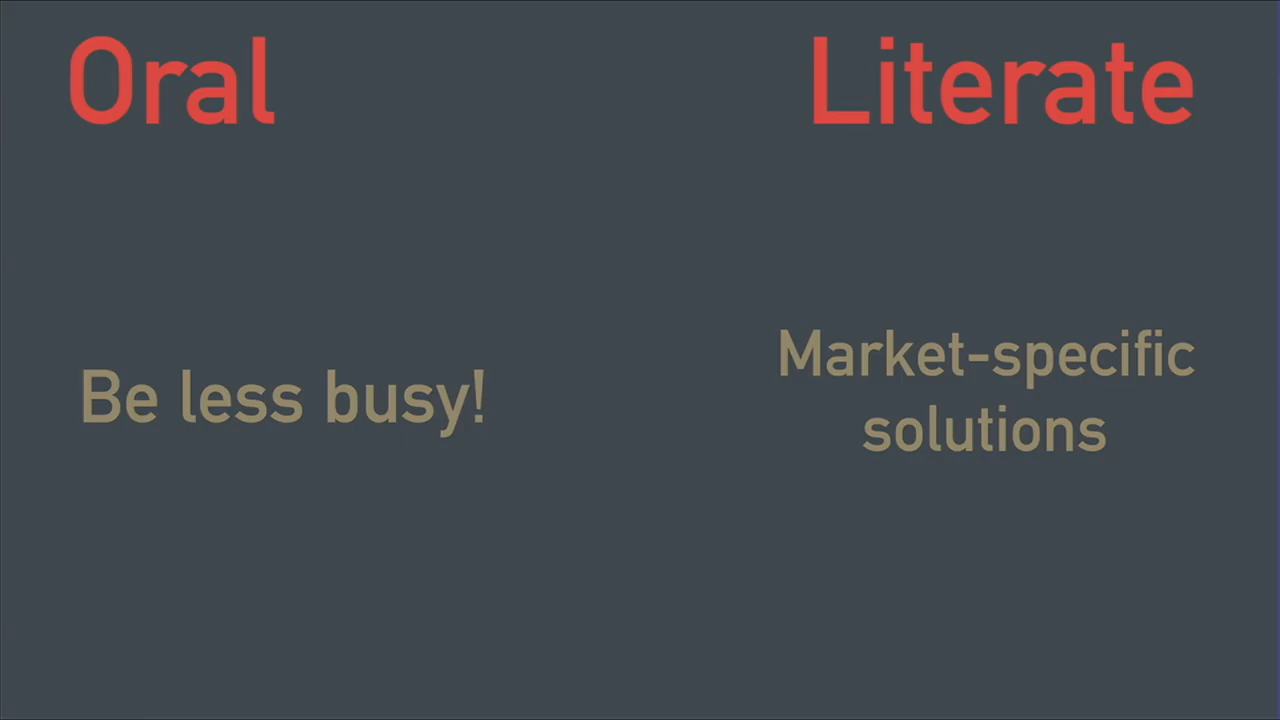 Oral
Literate
Be less busy!
Market-specific
solutions